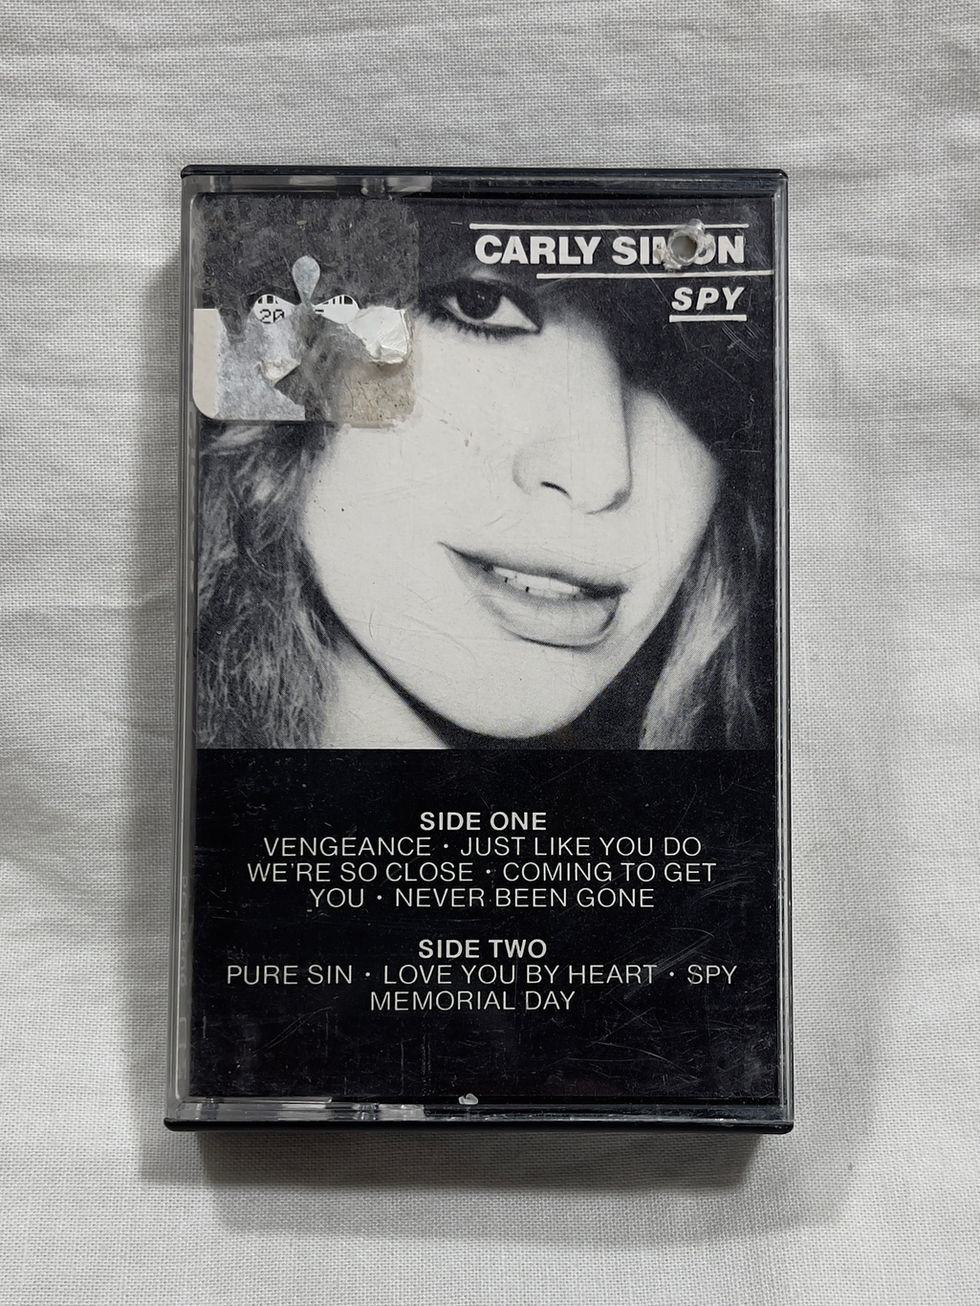 CARLY SIMON
SPY
20
SIDE ONE
VENGEANCE · JUST LIKE YOU DO
WE'RE SO CLOSE · COMING TO GET
YOU · NEVER BEEN GONE
SIDE TWO
PURE SIN · LOVE YOU BY HEART · SPY
MEMORIAL DAY